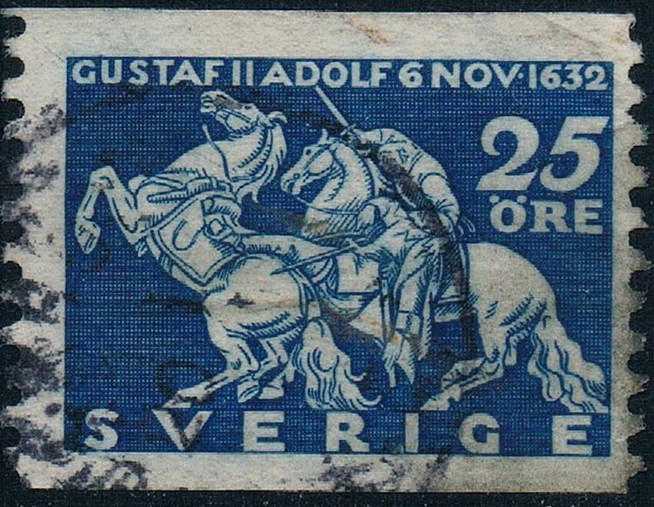 GUSTAF II ADOLF 6 NOV·1632
25
ÖRE
SVERIGE